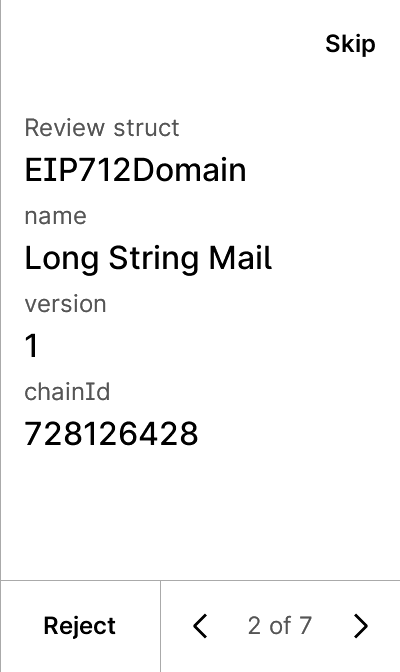 Skip
Review struct
EIP712Domain
name
Long String Mail
version
1
chainId
728126428
Reject
2 of 7